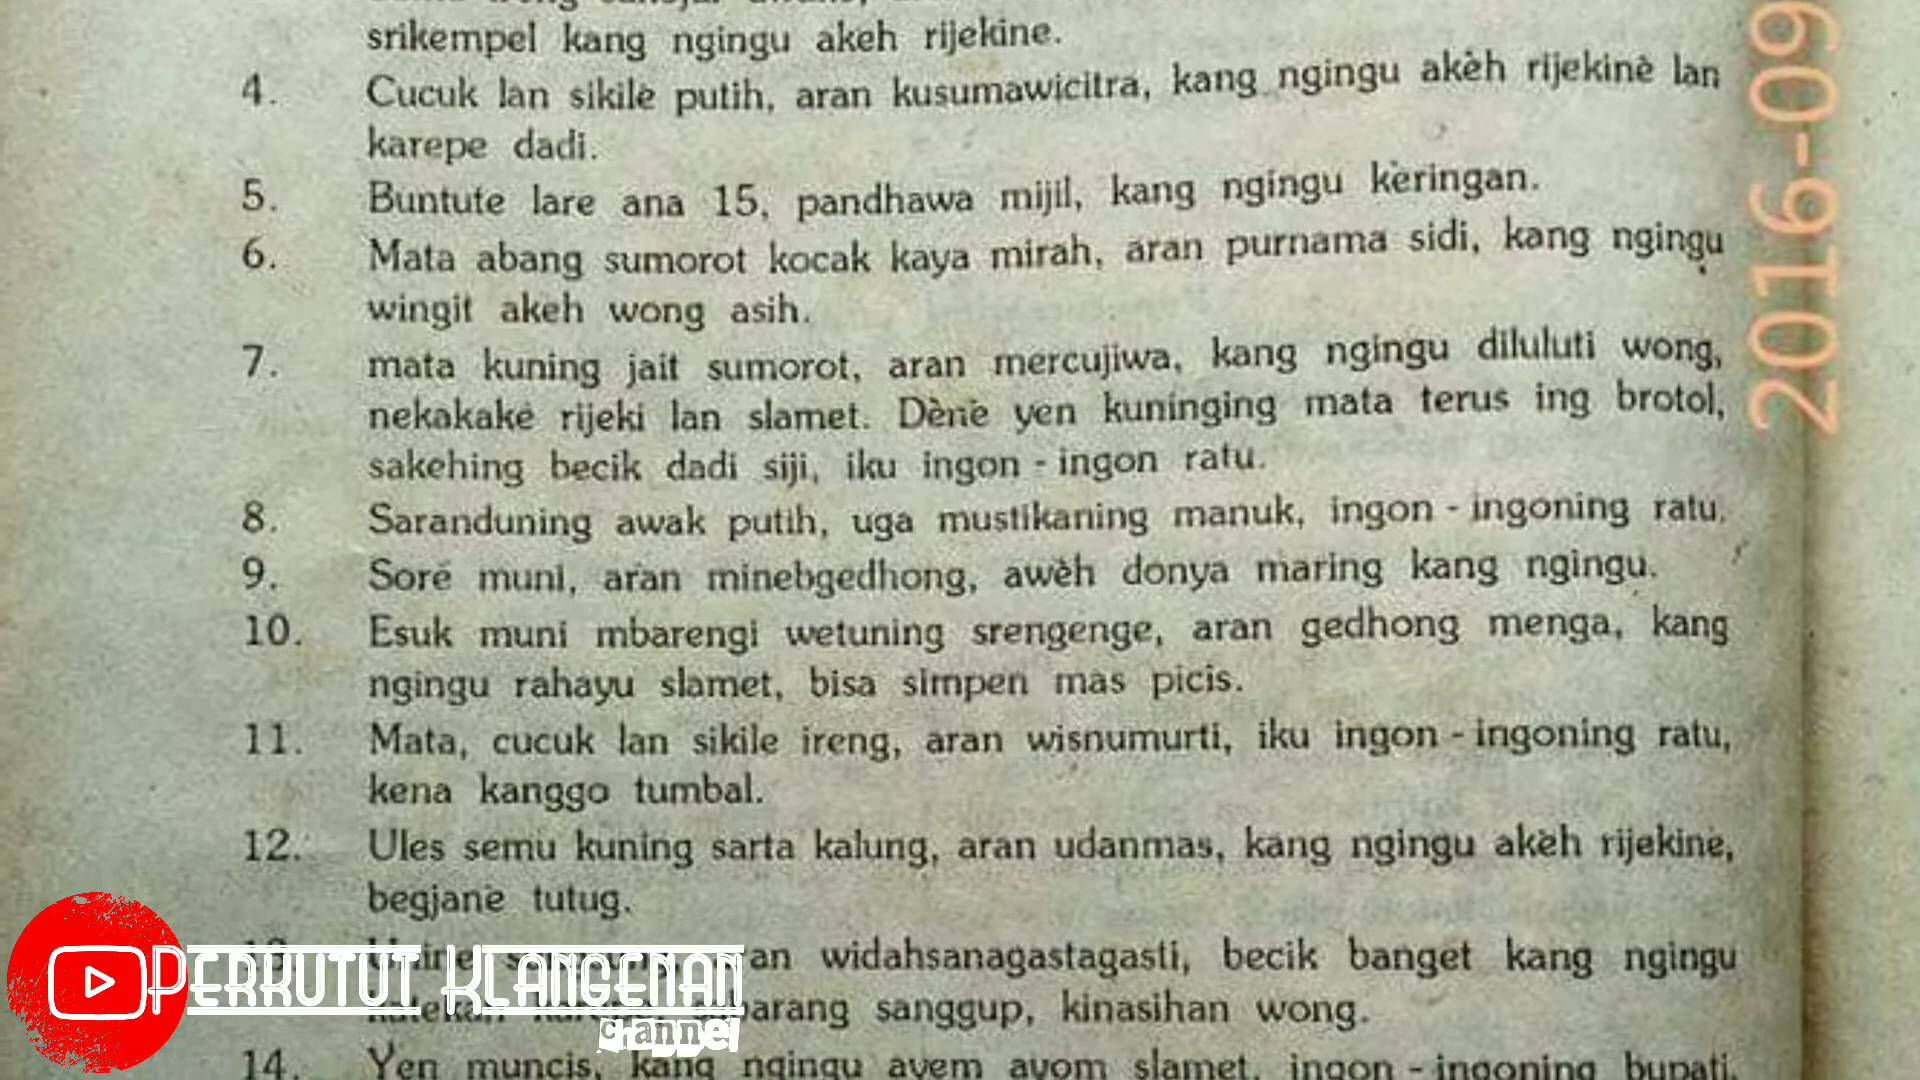 srikempel kang ngingu akeh rijekine.
4. Cucuk lan sikilè putih, aran kusumawicitra, kang ngingu akèh rijekinè lan
karepe dadi.
5. Buntute lare ana 15, pandhawa mijil, kang ngingu kèringan.
6. Mata abang sumorot kocak kaya mirah, aran purnama sidi, kang ngingu
wingit akeh wong asih.
7. mata kuning jait sumorot, aran mercujiwa, kang ngingu diluluti wong,
nekakaké rijeki lan slamet. Dènè yen kuninging mata terus ing brotol,
sakehing becik dadi siji, iku ingon - ingon ratu.
8. Saranduning awak putih, uga mustikaning manuk, ingon - ingoning ratu.
9. Soré muni, aran minebgedhong, awèh donya maring kang ngingu.
10. Esuk muni mbarengi wetuning srengenge, aran gedhong menga, kang
ngingu rahayu slamet, bisa simpen mas picis.
11. Mata, cucuk lan sikile ireng, aran wisnumurti, iku ingon - ingoning ratu,
kena kanggo tumbal.
12. Ules semu kuning sarta kalung, aran udanmas, kang ngingu akèh rijekinè,
begjanè tutug.
widahsanagastagasti, becik banget kang ngingu
sanggup, kinasihan wong.
14. Yen muncis, kang ngingu ayem ayom slamet, ingon - ingoning bupati.
2016-09
PERKUTUT KLANGENAN
channel